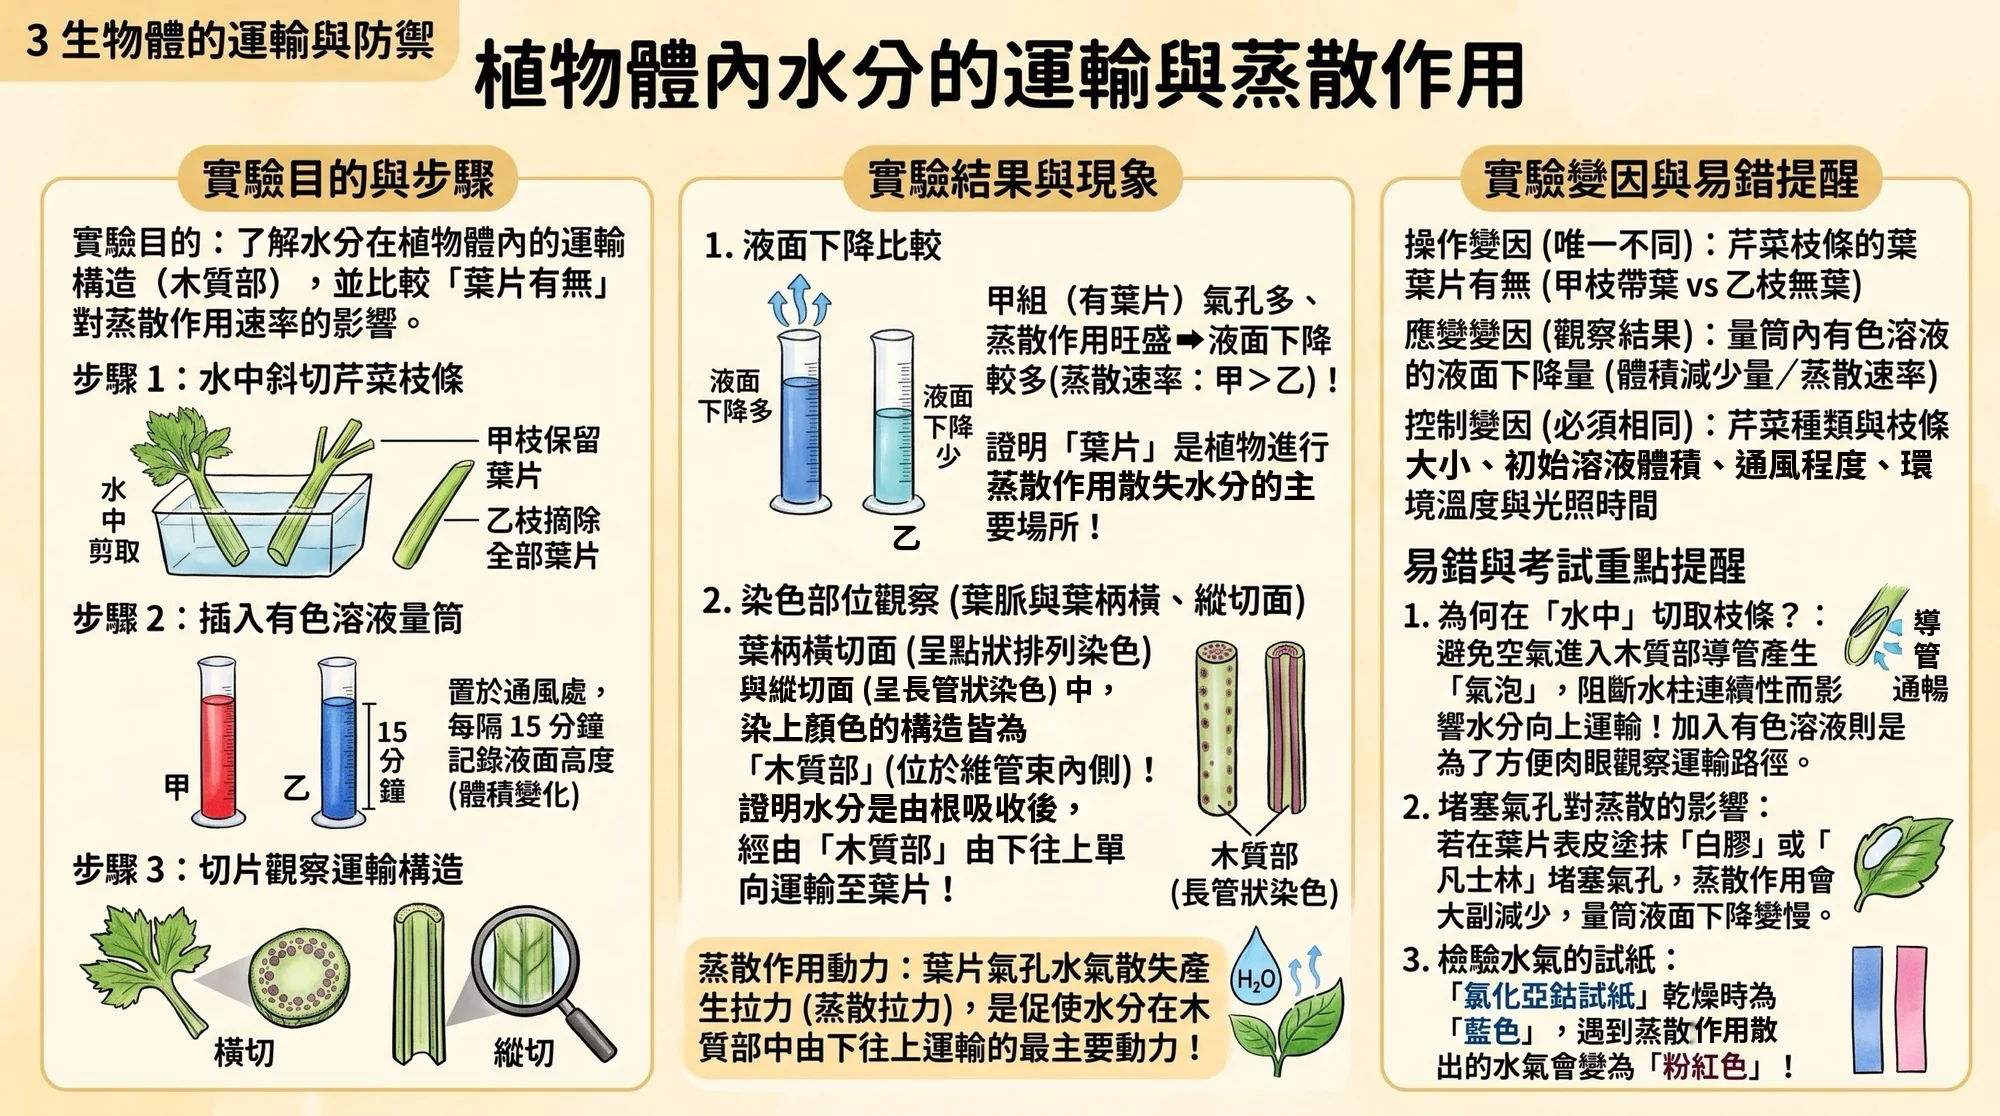 3 生物體的運輸與防禦
植物體內水分的運輸與蒸散作用
實驗目的與步驟
實驗目的：了解水分在植物體內的運輸
構造（木質部），並比較「葉片有無」
對蒸散作用速率的影響。
步驟 1：水中斜切芹菜枝條
水
中
剪取
甲枝保留
葉片
乙枝摘除
全部葉片
步驟 2：插入有色溶液量筒
甲
乙
15
分
鐘
置於通風處，
每隔 15 分鐘
記錄液面高度
(體積變化)
步驟 3：切片觀察運輸構造
橫切
縱切
實驗結果與現象
1. 液面下降比較
液面
下降多
液面
下降
少
乙
甲組（有葉片）氣孔多、
蒸散作用旺盛➡液面下降
較多(蒸散速率：甲＞乙)！
證明「葉片」是植物進行
蒸散作用散失水分的主
要場所！
2. 染色部位觀察 (葉脈與葉柄橫、縱切面)
葉柄橫切面 (呈點狀排列染色)
與縱切面 (呈長管狀染色) 中，
染上顏色的構造皆為
「木質部」(位於維管束內側)！
證明水分是由根吸收後，
經由「木質部」由下往上單
向運輸至葉片！
木質部
(長管狀染色)
蒸散作用動力：葉片氣孔水氣散失產
生拉力 (蒸散拉力)，是促使水分在木
質部中由下往上運輸的最主要動力！
H₂O
實驗變因與易錯提醒
操作變因 (唯一不同)：芹菜枝條的葉
葉片有無 (甲枝帶葉 vs 乙枝無葉)
應變變因 (觀察結果)：量筒內有色溶液
的液面下降量 (體積減少量／蒸散速率)
控制變因 (必須相同)：芹菜種類與枝條
大小、初始溶液體積、通風程度、環
境溫度與光照時間
易錯與考試重點提醒
1. 為何在「水中」切取枝條？：
避免空氣進入木質部導管產生
「氣泡」，阻斷水柱連續性而影
響水分向上運輸！加入有色溶液則是
為了方便肉眼觀察運輸路徑。
導
管
通暢
2. 堵塞氣孔對蒸散的影響：
若在葉片表皮塗抹「白膠」或「
凡士林」堵塞氣孔，蒸散作用會
大副減少，量筒液面下降變慢。
3. 檢驗水氣的試紙：
「氯化亞鈷試紙」乾燥時為
「藍色」，遇到蒸散作用散
出的水氣會變為「粉紅色」！